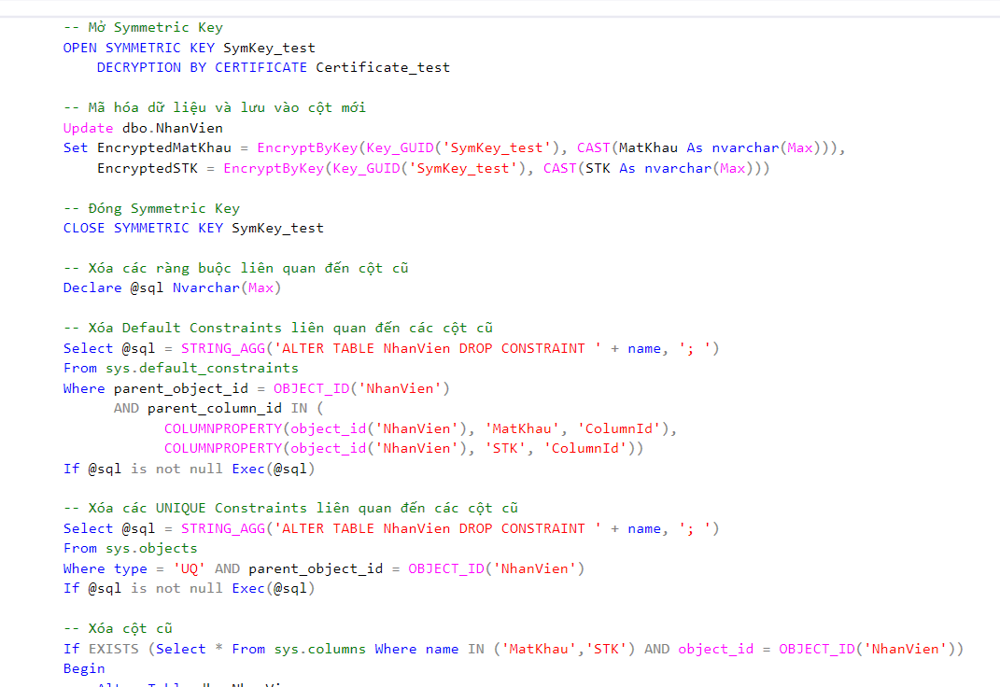 -- Mở Symmetric Key
OPEN SYMMETRIC KEY SymKey_test
    DECRYPTION BY CERTIFICATE Certificate_test

-- Mã hóa dữ liệu và lưu vào cột mới
Update dbo.NhanVien
Set EncryptedMatKhau = EncryptByKey(Key_GUID('SymKey_test'), CAST(MatKhau As nvarchar(Max))),
    EncryptedSTK = EncryptByKey(Key_GUID('SymKey_test'), CAST(STK As nvarchar(Max)))

-- Đóng Symmetric Key
CLOSE SYMMETRIC KEY SymKey_test

-- Xóa các ràng buộc liên quan đến cột cũ
Declare @sql Nvarchar(Max)

-- Xóa Default Constraints liên quan đến các cột cũ
Select @sql = STRING_AGG('ALTER TABLE NhanVien DROP CONSTRAINT ' + name, '; ')
From sys.default_constraints
Where parent_object_id = OBJECT_ID('NhanVien')
      AND parent_column_id IN (
            COLUMNPROPERTY(object_id('NhanVien'), 'MatKhau', 'ColumnId'),
            COLUMNPROPERTY(object_id('NhanVien'), 'STK', 'ColumnId'))
If @sql is not null Exec(@sql)

-- Xóa các UNIQUE Constraints liên quan đến các cột cũ
Select @sql = STRING_AGG('ALTER TABLE NhanVien DROP CONSTRAINT ' + name, '; ')
From sys.objects
Where type = 'UQ' AND parent_object_id = OBJECT_ID('NhanVien')
If @sql is not null Exec(@sql)

-- Xóa cột cũ
If EXISTS (Select * From sys.columns Where name IN ('MatKhau','STK') AND object_id = OBJECT_ID('NhanVien'))
Begin